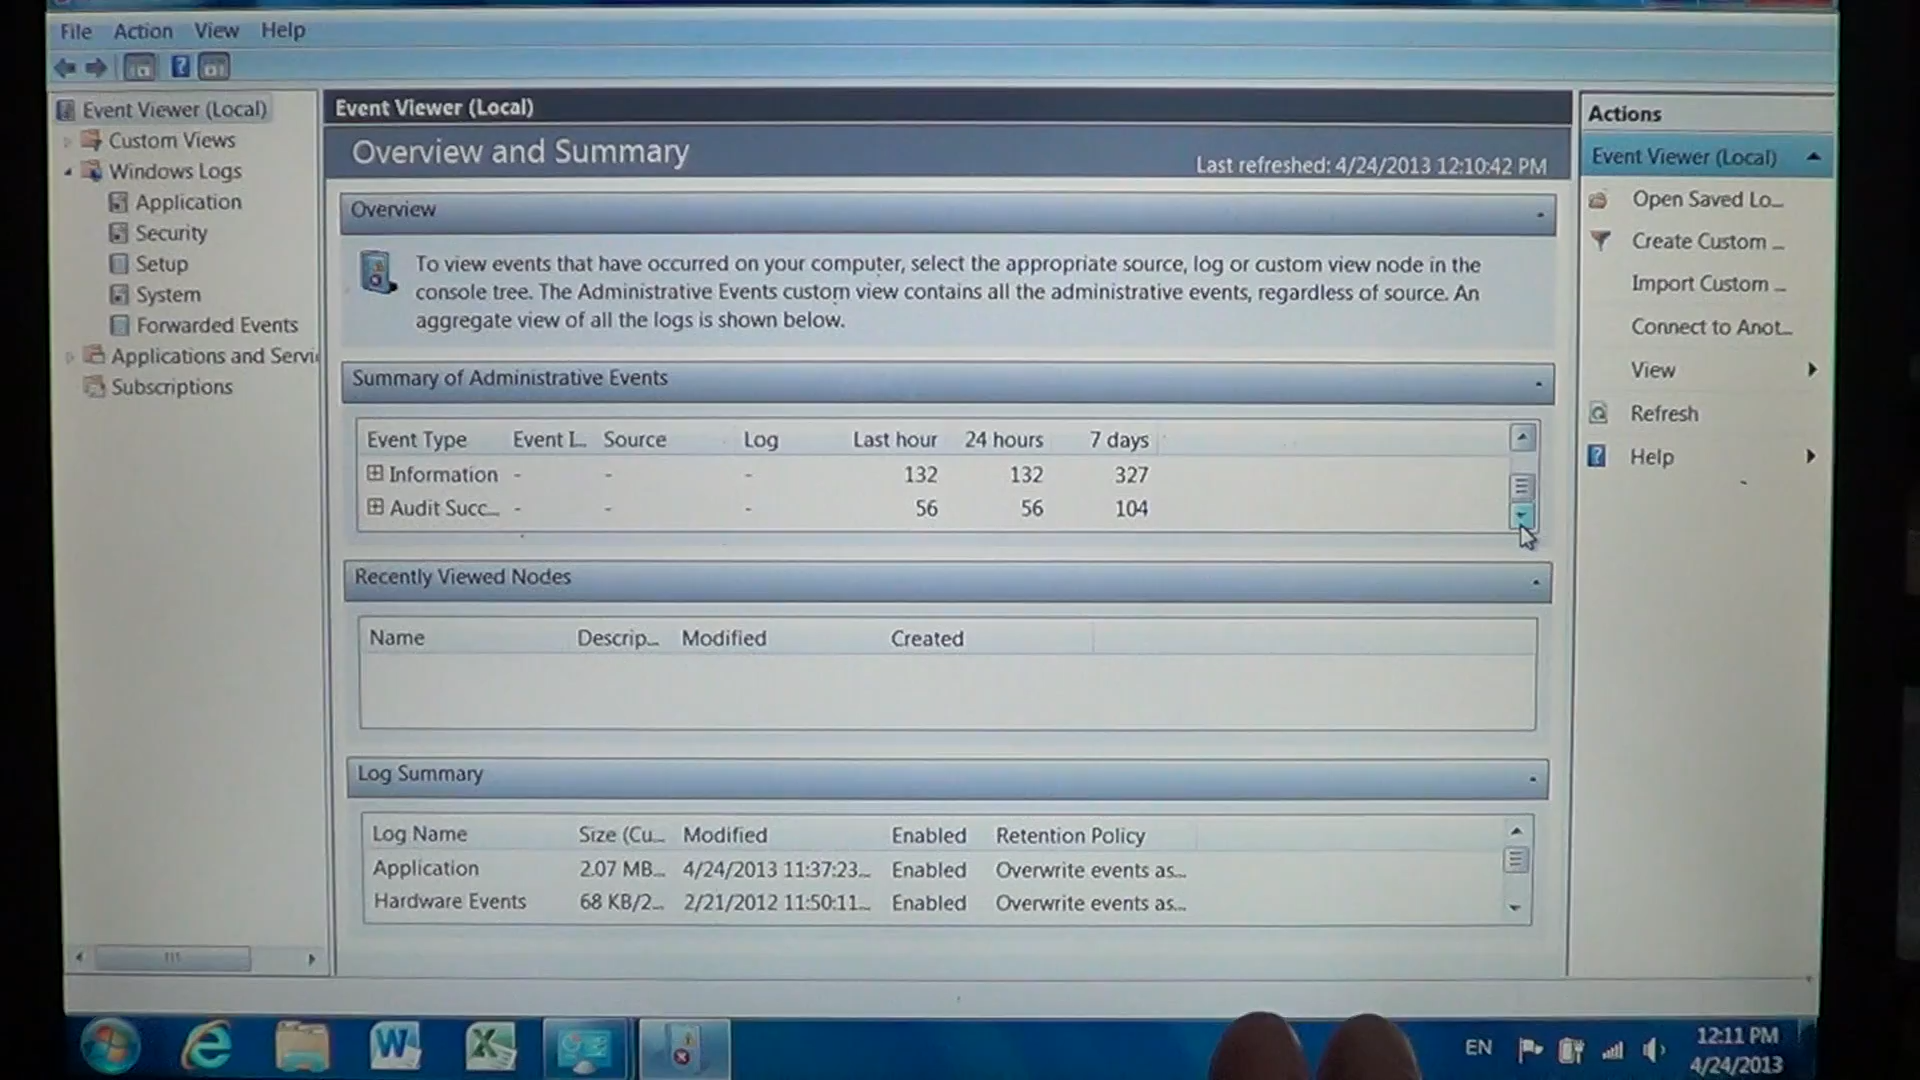 File Action View Help
Event Viewer (Local)
Custom Views
Windows Logs
Application
Security
Setup
System
Forwarded Events
Applications and Servi
Subscriptions
Event Viewer (Local)
Overview and Summary
Last refreshed: 4/24/2013 12:10:42 PM
Overview
To view events that have occurred on your computer, select the appropriate source, log or custom view node in the
console tree. The Administrative Events custom view contains all the administrative events, regardless of source. An
aggregate view of all the logs is shown below.
Summary of Administrative Events
Event Type Event I... Source Log Last hour 24 hours 7 days
Information - - - 132 132 327
Audit Succ... - - - 56 56 104
Recently Viewed Nodes
Name Descrip... Modified Created
Log Summary
Log Name Size (Cu... Modified Enabled Retention Policy
Application 2.07 MB... 4/24/2013 11:37:23... Enabled Overwrite events as...
Hardware Events 68 KB/2... 2/21/2012 11:50:11... Enabled Overwrite events as...
Actions
Event Viewer (Local)
Open Saved Lo...
Create Custom ...
Import Custom ...
Connect to Anot...
View
Refresh
Help
EN
12:11 PM
4/24/2013